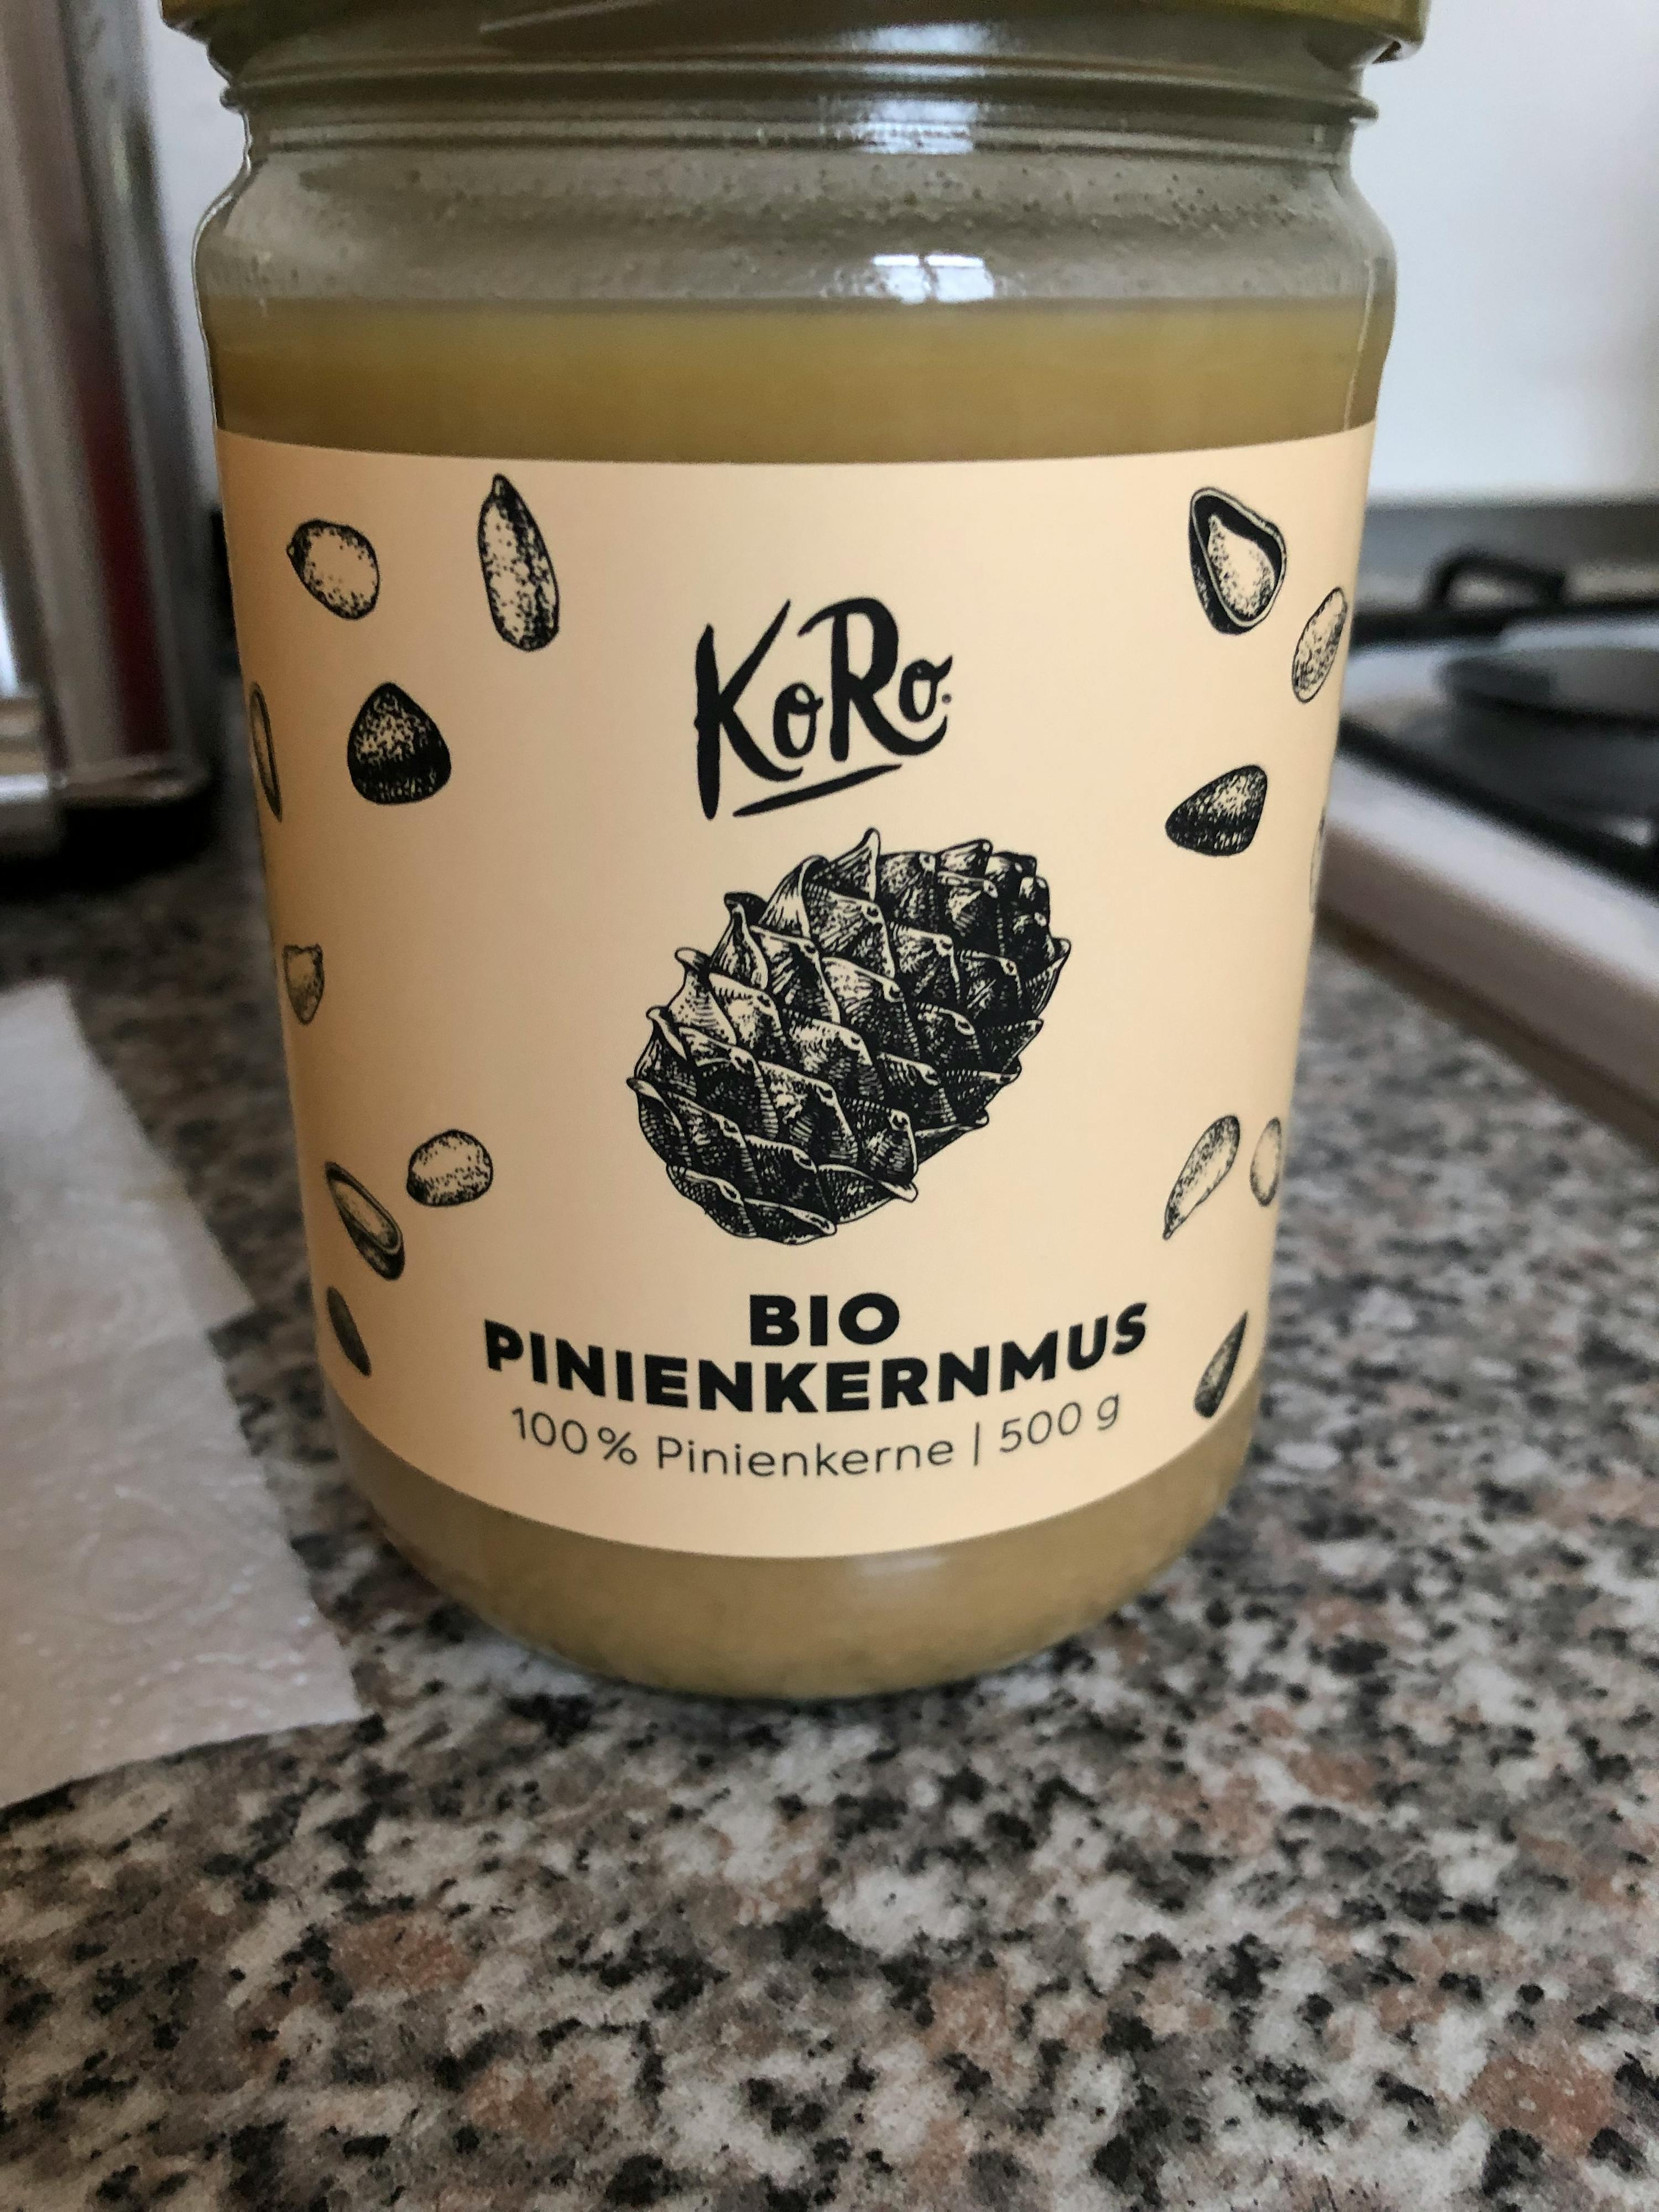 KoRo
BIO
PINIENKERNMUS
100% Pinienkerne | 500 g